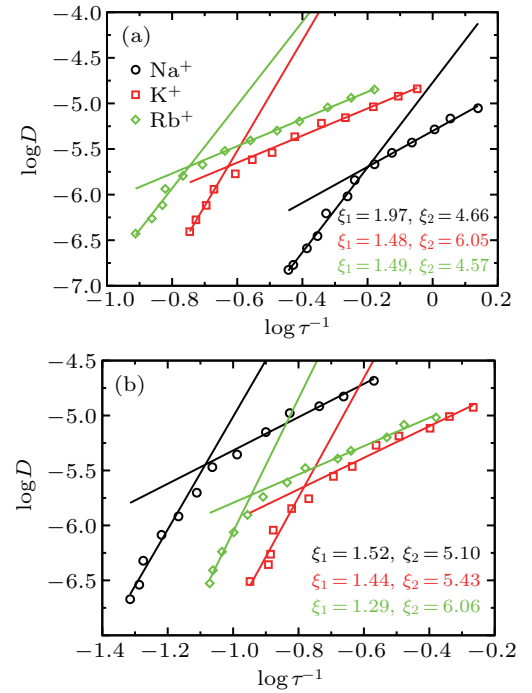 (a)
Na⁺
K⁺
Rb⁺
log D
−4.0
−4.5
−5.0
−5.5
−6.0
−6.5
−7.0
ξ₁=1.97, ξ₂=4.66
ξ₁=1.48, ξ₂=6.05
ξ₁=1.49, ξ₂=4.57
−1.0 −0.8 −0.6 −0.4 −0.2 0 0.2
log τ⁻¹
(b)
log D
−4.5
−5.0
−5.5
−6.0
−6.5
ξ₁=1.52, ξ₂=5.10
ξ₁=1.44, ξ₂=5.43
ξ₁=1.29, ξ₂=6.06
−1.4 −1.2 −1.0 −0.8 −0.6 −0.4 −0.2
log τ⁻¹